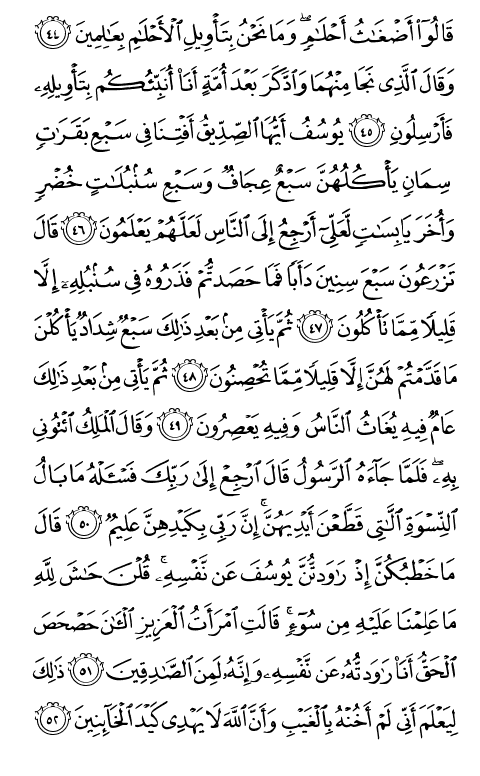 قَالُوٓا۟ أَضْغَٰثُ أَحْلَٰمٍۢ ۖ وَمَا نَحْنُ بِتَأْوِيلِ ٱلْأَحْلَٰمِ بِعَٰلِمِينَ ٤٤
وَقَالَ ٱلَّذِى نَجَا مِنْهُمَا وَٱدَّكَرَ بَعْدَ أُمَّةٍ أَنَا۠ أُنَبِّئُكُم بِتَأْوِيلِهِۦ
فَأَرْسِلُونِ ٤٥ يُوسُفُ أَيُّهَا ٱلصِّدِّيقُ أَفْتِنَا فِى سَبْعِ بَقَرَٰتٍۢ
سِمَانٍۢ يَأْكُلُهُنَّ سَبْعٌ عِجَافٌۭ وَسَبْعِ سُنۢبُلَٰتٍ خُضْرٍۢ
وَأُخَرَ يَابِسَٰتٍۢ لَّعَلِّىٓ أَرْجِعُ إِلَى ٱلنَّاسِ لَعَلَّهُمْ يَعْلَمُونَ ٤٦ قَالَ
تَزْرَعُونَ سَبْعَ سِنِينَ دَأَبًۭا فَمَا حَصَدتُّمْ فَذَرُوهُ فِى سُنۢبُلِهِۦٓ إِلَّا
قَلِيلًۭا مِّمَّا تَأْكُلُونَ ٤٧ ثُمَّ يَأْتِى مِنۢ بَعْدِ ذَٰلِكَ سَبْعٌۭ شِدَادٌۭ يَأْكُلْنَ
مَا قَدَّمْتُمْ لَهُنَّ إِلَّا قَلِيلًۭا مِّمَّا تُحْصِنُونَ ٤٨ ثُمَّ يَأْتِى مِنۢ بَعْدِ ذَٰلِكَ
عَامٌۭ فِيهِ يُغَاثُ ٱلنَّاسُ وَفِيهِ يَعْصِرُونَ ٤٩ وَقَالَ ٱلْمَلِكُ ٱئْتُونِى
بِهِۦ ۖ فَلَمَّا جَآءَهُ ٱلرَّسُولُ قَالَ ٱرْجِعْ إِلَىٰ رَبِّكَ فَسْـَٔلْهُ مَا بَالُ
ٱلنِّسْوَةِ ٱلَّٰتِى قَطَّعْنَ أَيْدِيَهُنَّ ۚ إِنَّ رَبِّى بِكَيْدِهِنَّ عَلِيمٌۭ ٥٠ قَالَ
مَا خَطْبُكُنَّ إِذْ رَٰوَدتُّنَّ يُوسُفَ عَن نَّفْسِهِۦ ۚ قُلْنَ حَٰشَ لِلَّهِ
مَا عَلِمْنَا عَلَيْهِ مِن سُوٓءٍۢ ۚ قَالَتِ ٱمْرَأَتُ ٱلْعَزِيزِ ٱلْـَٰٔنَ حَصْحَصَ
ٱلْحَقُّ أَنَا۠ رَٰوَدتُّهُۥ عَن نَّفْسِهِۦ وَإِنَّهُۥ لَمِنَ ٱلصَّٰدِقِينَ ٥١ ذَٰلِكَ
لِيَعْلَمَ أَنِّى لَمْ أَخُنْهُ بِٱلْغَيْبِ وَأَنَّ ٱللَّهَ لَا يَهْدِى كَيْدَ ٱلْخَآئِنِينَ ٥٢